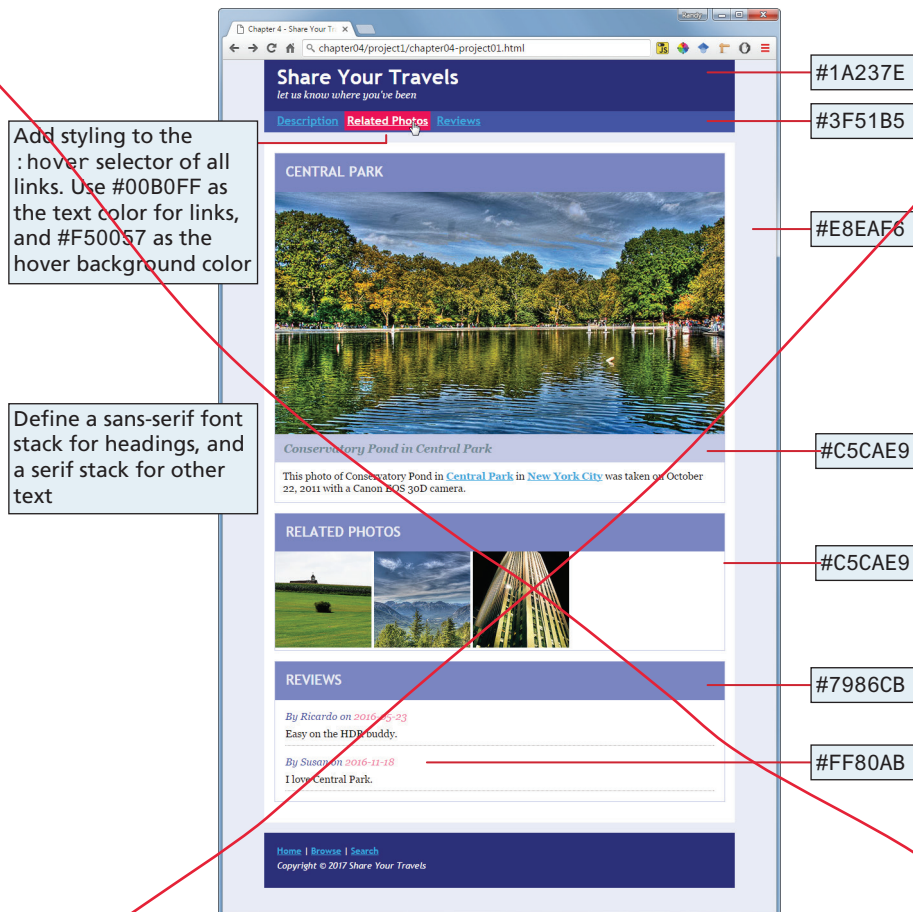 Randy
Chapter 4 - Share Your Tr
chapter04/project1/chapter04-project01.html
JS
Share Your Travels
let us know where you've been
Description Related Photos Reviews
#1A237E
#3F51B5
Add styling to the
:hover selector of all
links. Use #00B0FF as
the text color for links,
and #F50057 as the
hover background color
CENTRAL PARK
#E8EAF6
Define a sans-serif font
stack for headings, and
a serif stack for other
text
Conservatory Pond in Central Park
#C5CAE9
This photo of Conservatory Pond in Central Park in New York City was taken on October
22, 2011 with a Canon EOS 30D camera.
RELATED PHOTOS
#C5CAE9
REVIEWS
#7986CB
By Ricardo on 2016-05-23
Easy on the HDR buddy.
By Susan on 2016-11-18
#FF80AB
I love Central Park.
Home | Browse | Search
Copyright © 2017 Share Your Travels